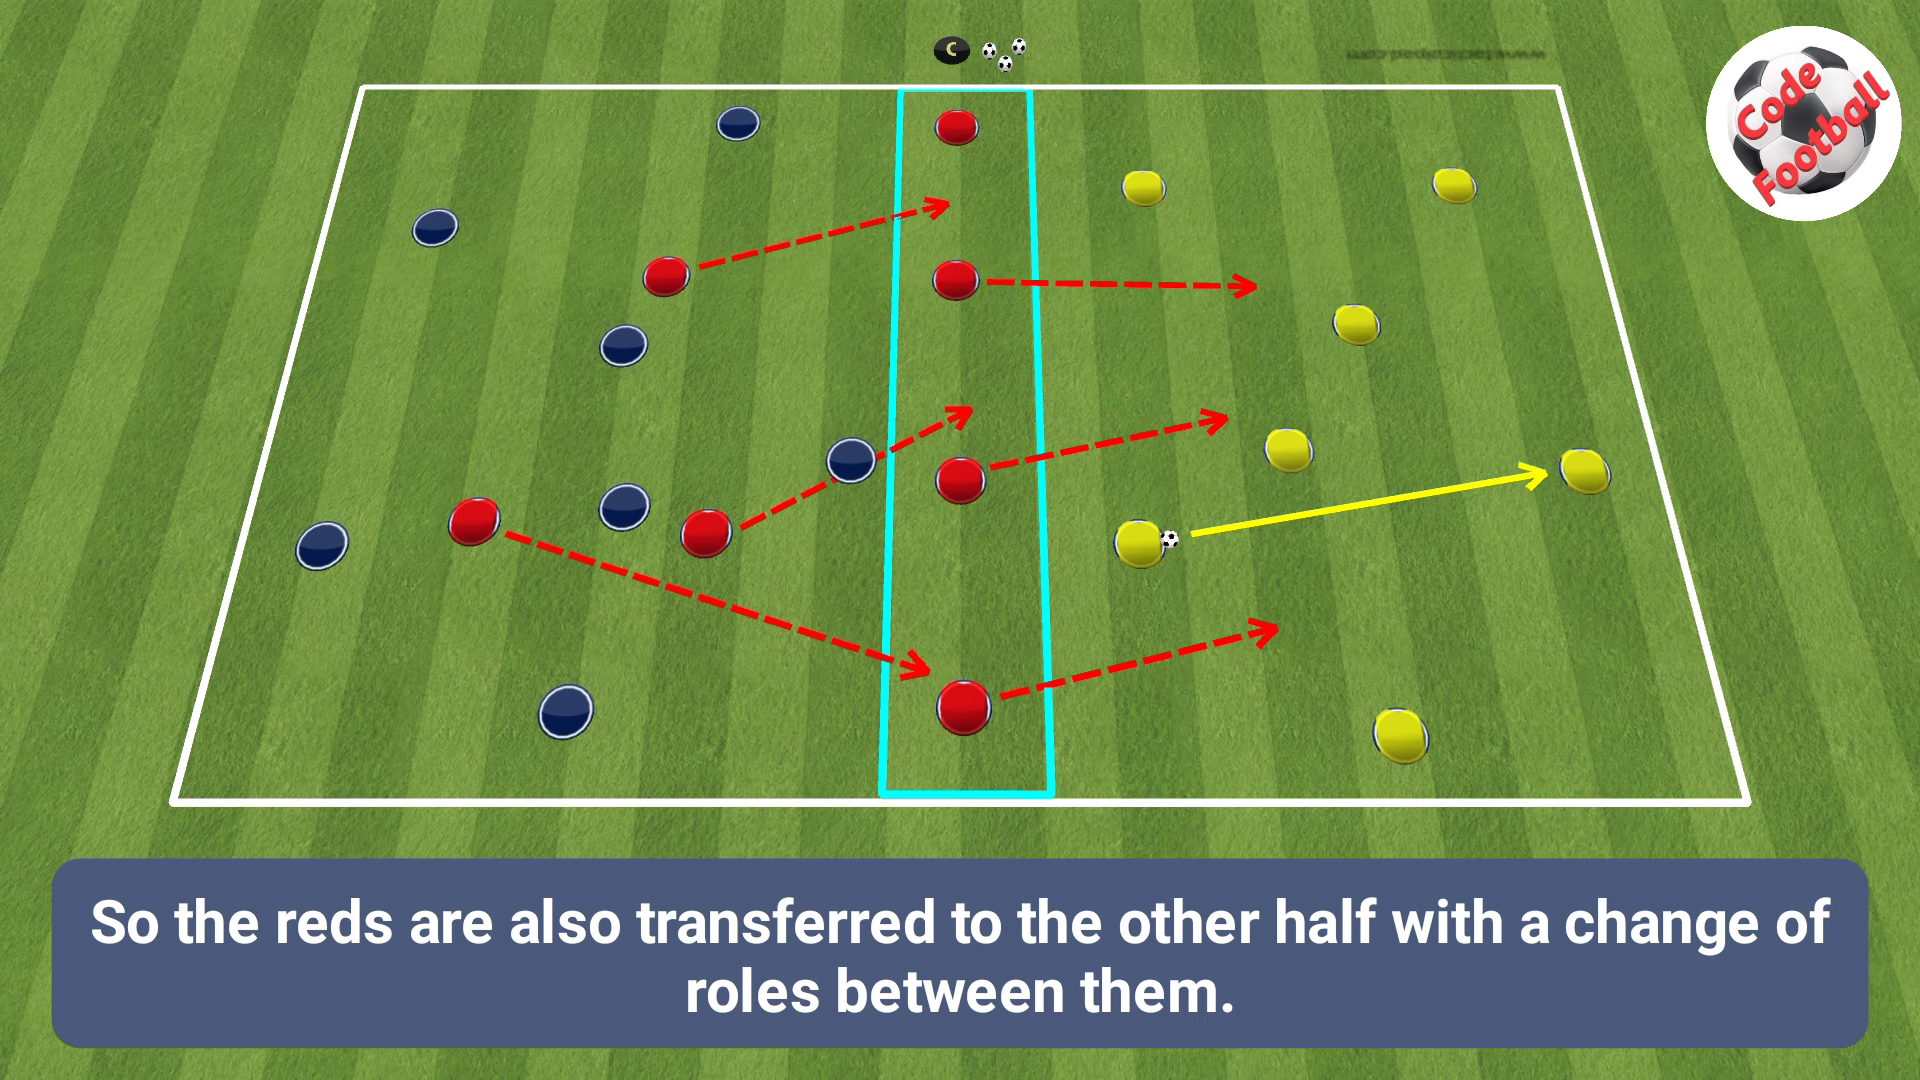 C
Code
Football
So the reds are also transferred to the other half with a change of
roles between them.